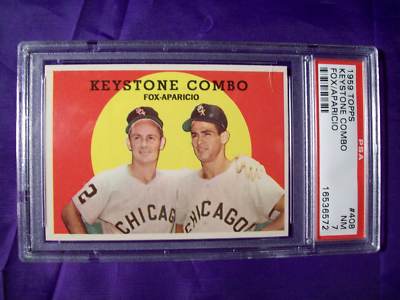 KEYSTONE COMBO
FOX-APARICIO
2
CHICAGO
CHICAGO
1959 TOPPS
KEYSTONE COMBO
FOX/APARICIO
PSA
#408
NM 7
16536572